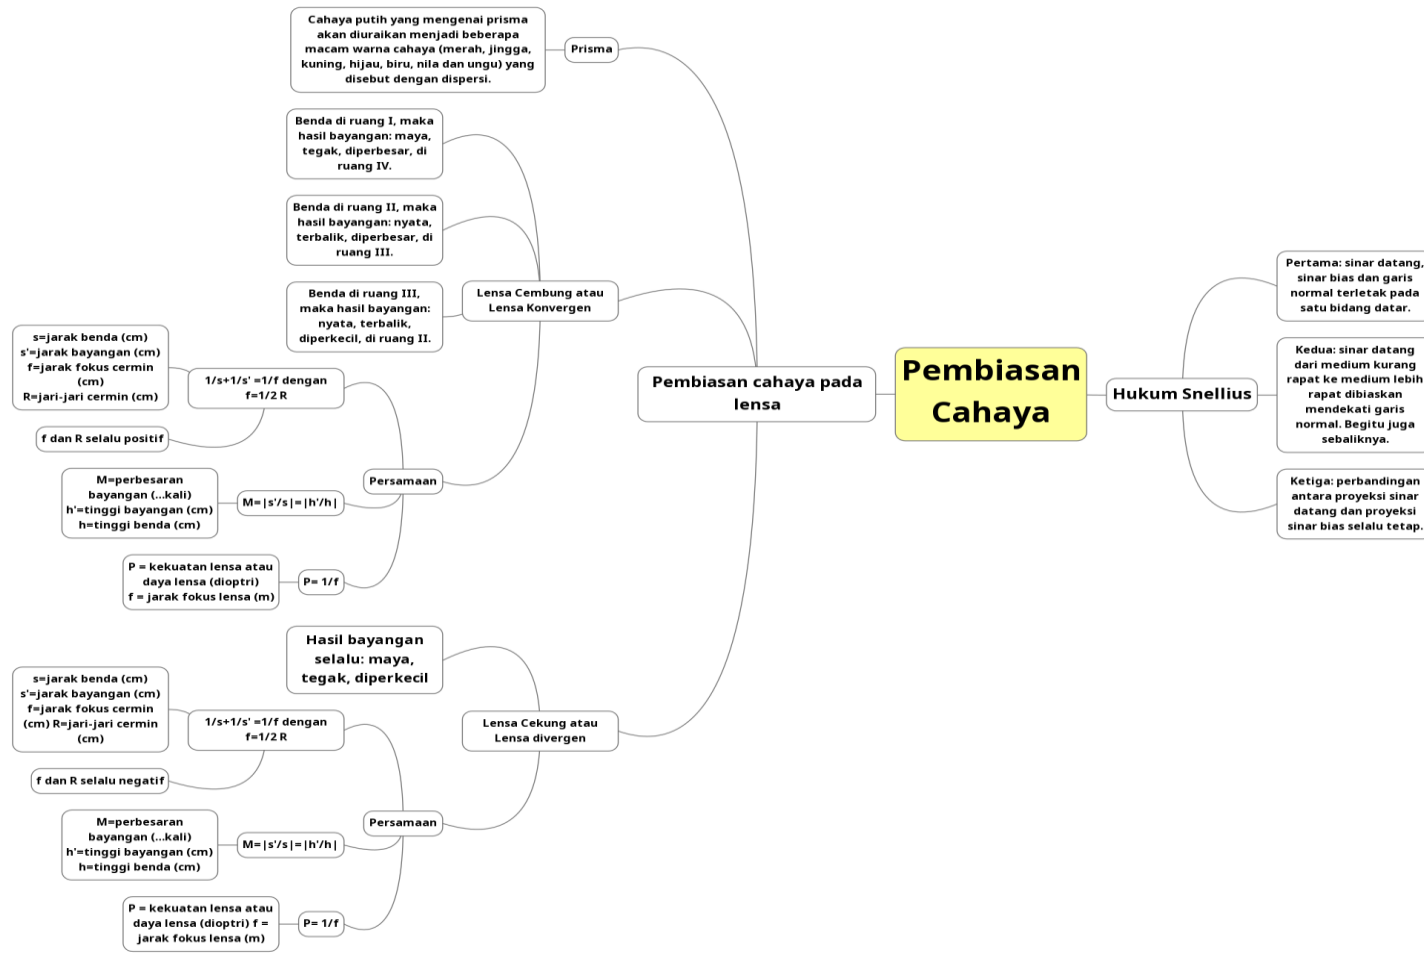 Cahaya putih yang mengenai prisma
akan diuraikan menjadi beberapa
macam warna cahaya (merah, jingga,
kuning, hijau, biru, nila dan ungu) yang
disebut dengan dispersi.
Prisma
Benda di ruang I, maka
hasil bayangan: maya,
tegak, diperbesar, di
ruang IV.
Benda di ruang II, maka
hasil bayangan: nyata,
terbalik, diperbesar, di
ruang III.
Benda di ruang III,
maka hasil bayangan:
nyata, terbalik,
diperkecil, di ruang II.
Lensa Cembung atau
Lensa Konvergen
s=jarak benda (cm)
s'=jarak bayangan (cm)
f=jarak fokus cermin
(cm)
R=jari-jari cermin (cm)
1/s+1/s' =1/f dengan
f=1/2 R
f dan R selalu positif
Persamaan
M=perbesaran
bayangan (...kali)
h'=tinggi bayangan (cm)
h=tinggi benda (cm)
M=|s'/s|=|h'/h|
P = kekuatan lensa atau
daya lensa (dioptri)
f = jarak fokus lensa (m)
P= 1/f
Pembiasan cahaya pada
lensa
Pembiasan
Cahaya
Hukum Snellius
Pertama: sinar datang,
sinar bias dan garis
normal terletak pada
satu bidang datar.
Kedua: sinar datang
dari medium kurang
rapat ke medium lebih
rapat dibiaskan
mendekati garis
normal. Begitu juga
sebaliknya.
Ketiga: perbandingan
antara proyeksi sinar
datang dan proyeksi
sinar bias selalu tetap.
Hasil bayangan
selalu: maya,
tegak, diperkecil
Lensa Cekung atau
Lensa divergen
s=jarak benda (cm)
s'=jarak bayangan (cm)
f=jarak fokus cermin
(cm) R=jari-jari cermin
(cm)
1/s+1/s' =1/f dengan
f=1/2 R
f dan R selalu negatif
Persamaan
M=perbesaran
bayangan (...kali)
h'=tinggi bayangan (cm)
h=tinggi benda (cm)
M=|s'/s|=|h'/h|
P = kekuatan lensa atau
daya lensa (dioptri) f =
jarak fokus lensa (m)
P= 1/f